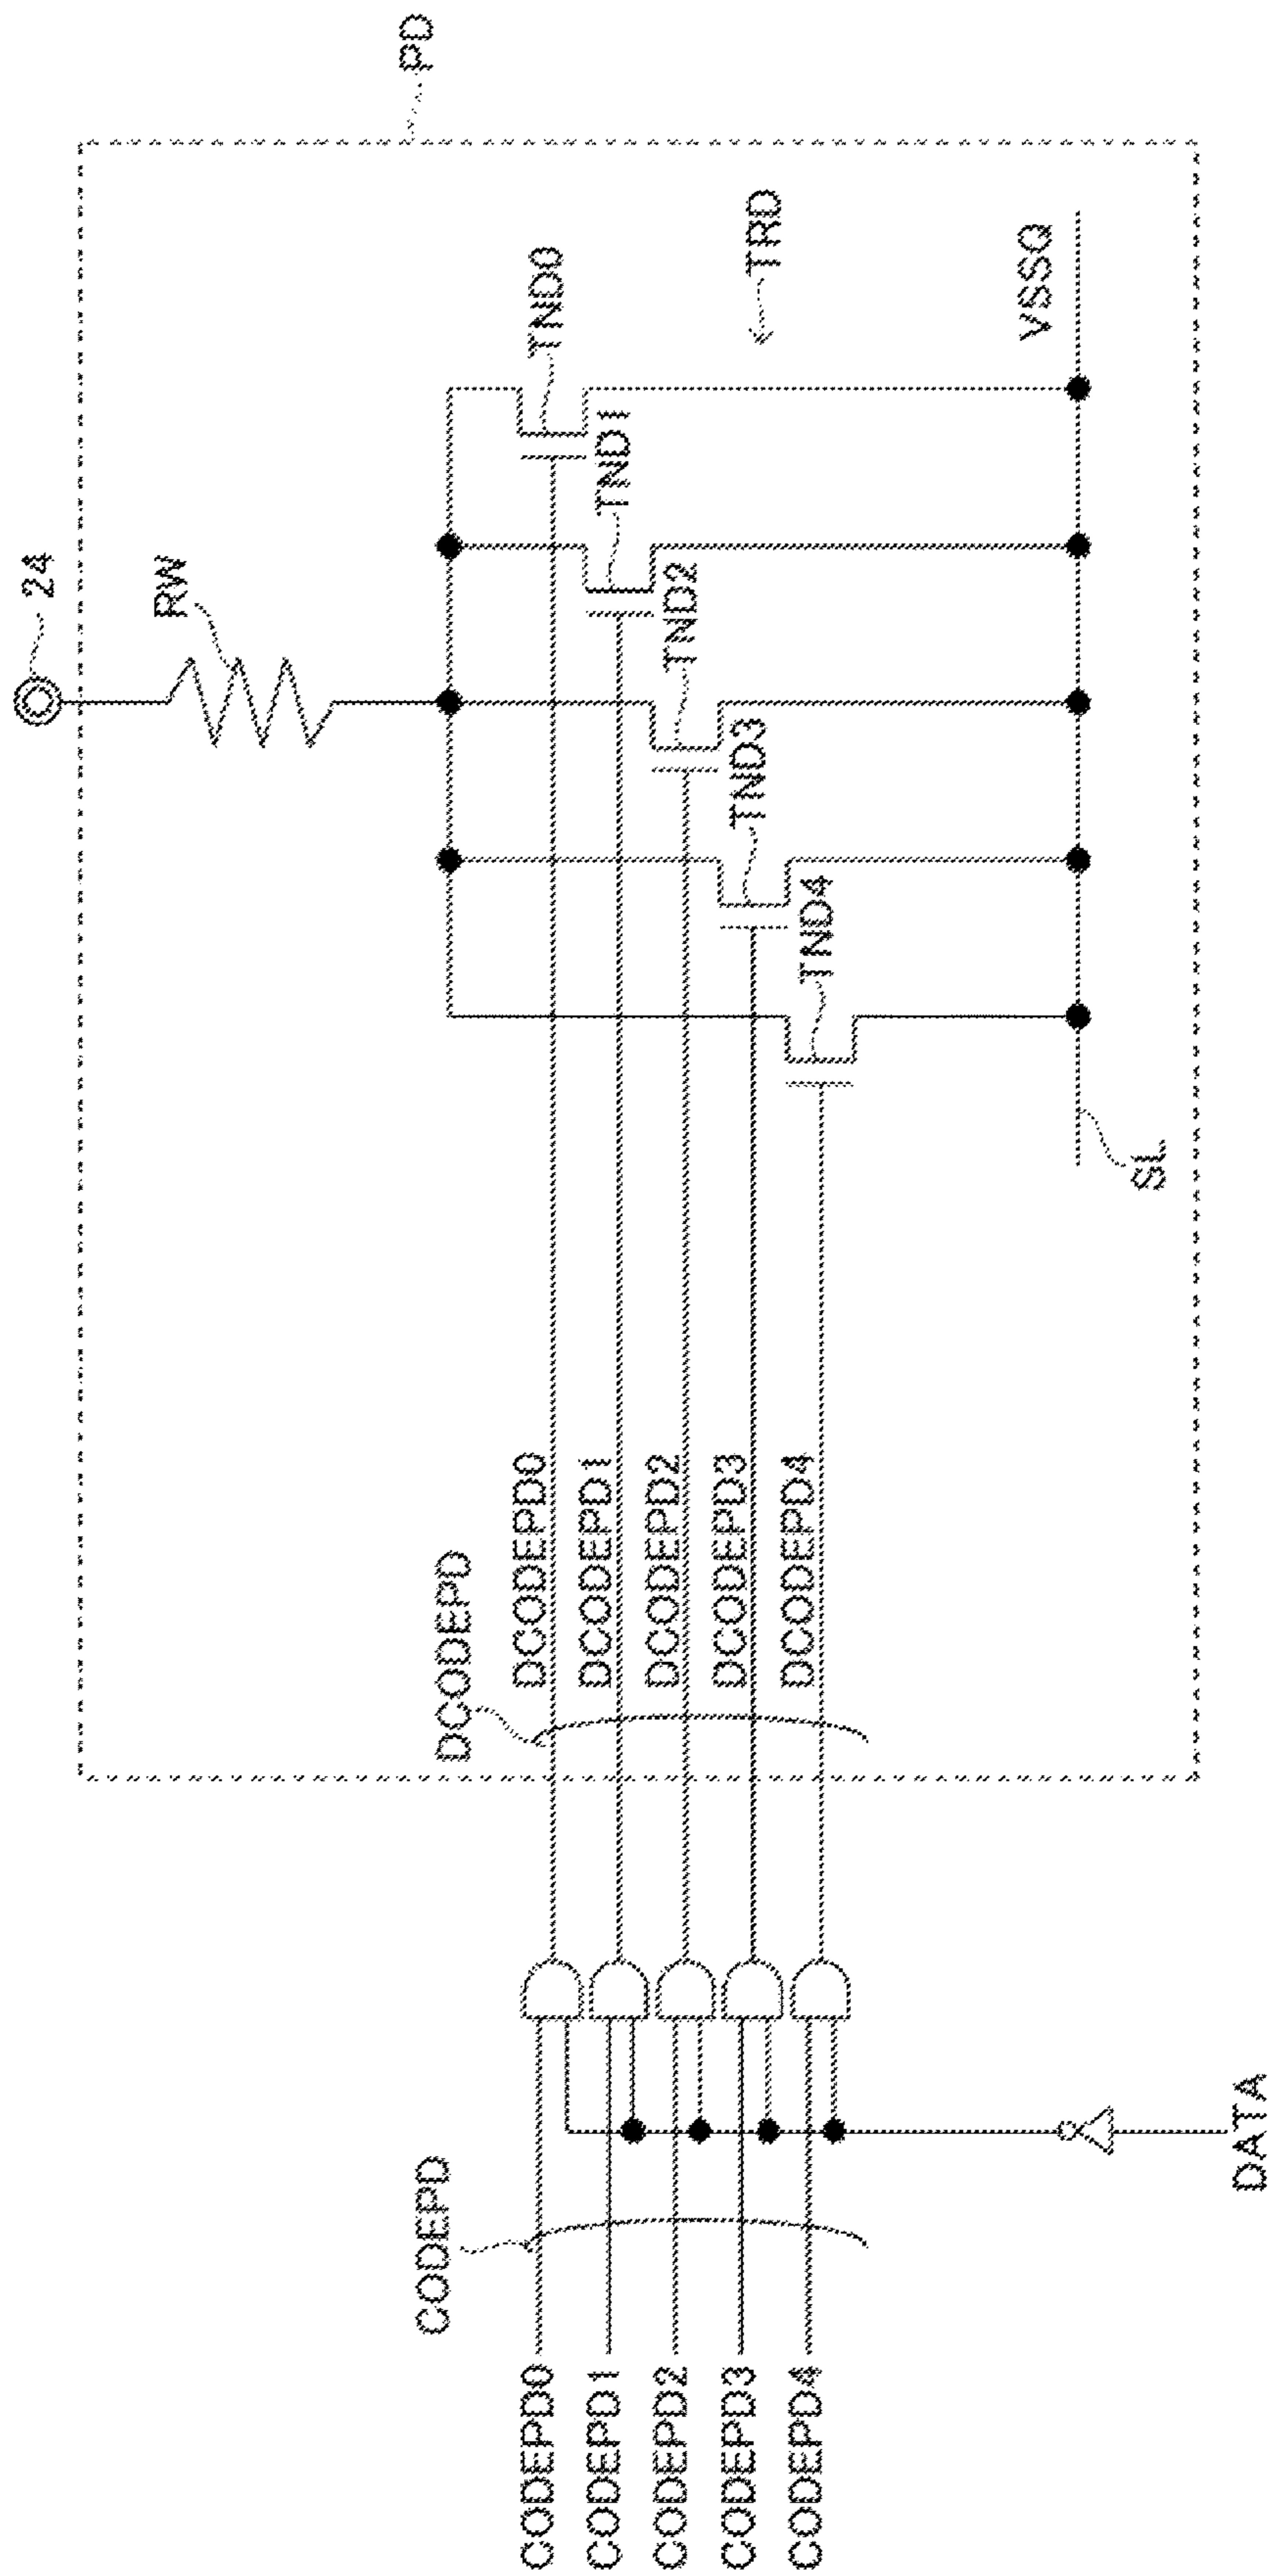 24
PD
RW
TND0
TND1
TND2
TND3
TND4
TRD
VSSQ
SL
DCODEPD
DCODEPD0
DCODEPD1
DCODEPD2
DCODEPD3
DCODEPD4
CODEPD
CODEPD0
CODEPD1
CODEPD2
CODEPD3
CODEPD4
DATA